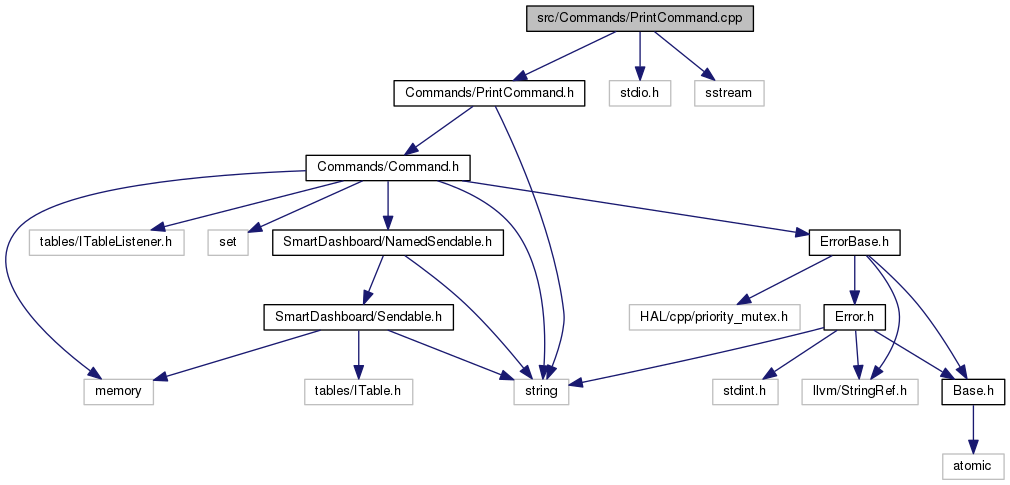 src/Commands/PrintCommand.cpp
Commands/PrintCommand.h
stdio.h
sstream
Commands/Command.h
tables/ITableListener.h
set
SmartDashboard/NamedSendable.h
ErrorBase.h
SmartDashboard/Sendable.h
HAL/cpp/priority_mutex.h
Error.h
memory
tables/ITable.h
string
stdint.h
llvm/StringRef.h
Base.h
atomic